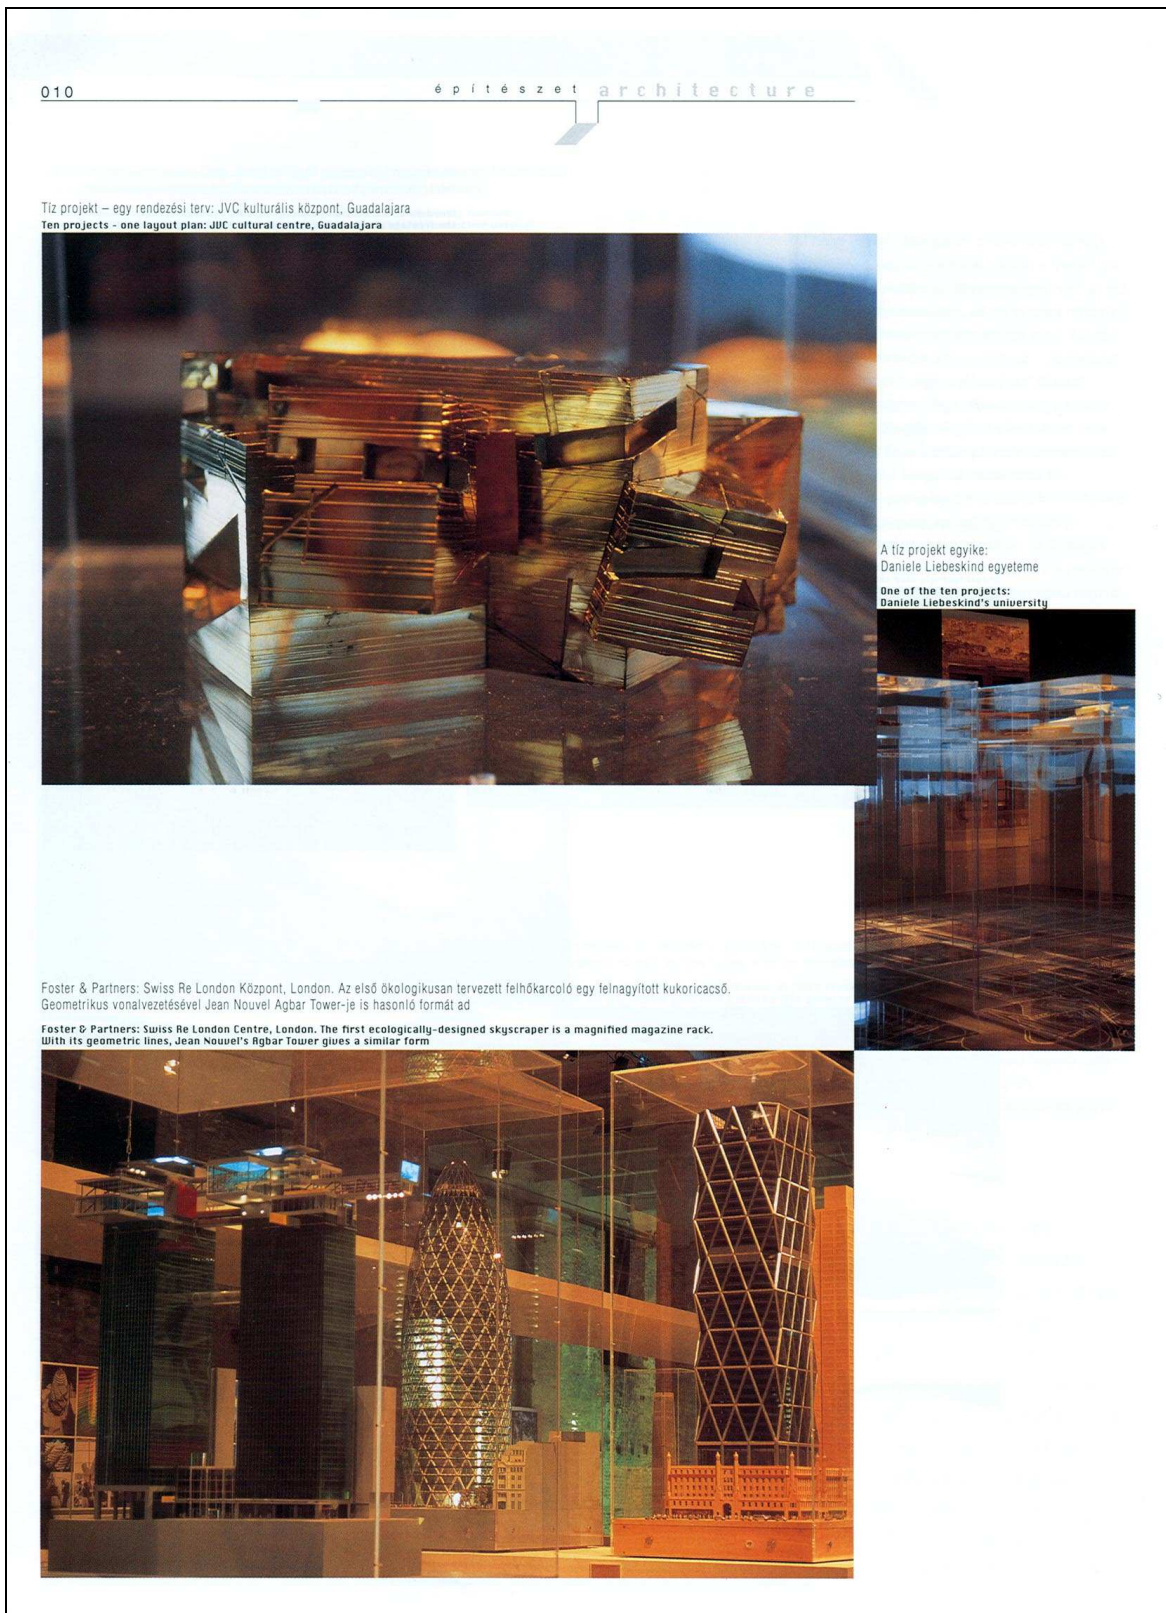 010
építészet architecture
Tíz projekt – egy rendezési terv: JVC kulturális központ, Guadalajara
Ten projects - one layout plan: JVC cultural centre, Guadalajara
A tíz projekt egyike:
Daniele Liebeskind egyeteme
One of the ten projects:
Daniele Liebeskind's university
Foster & Partners: Swiss Re London Központ, London. Az első ökologikusan tervezett felhőkarcoló egy felnagyított kukoricacső.
Geometrikus vonalvezetésével Jean Nouvel Agbar Tower-je is hasonló formát ad
Foster & Partners: Swiss Re London Centre, London. The first ecologically-designed skyscraper is a magnified magazine rack.
With its geometric lines, Jean Nouvel's Agbar Tower gives a similar form